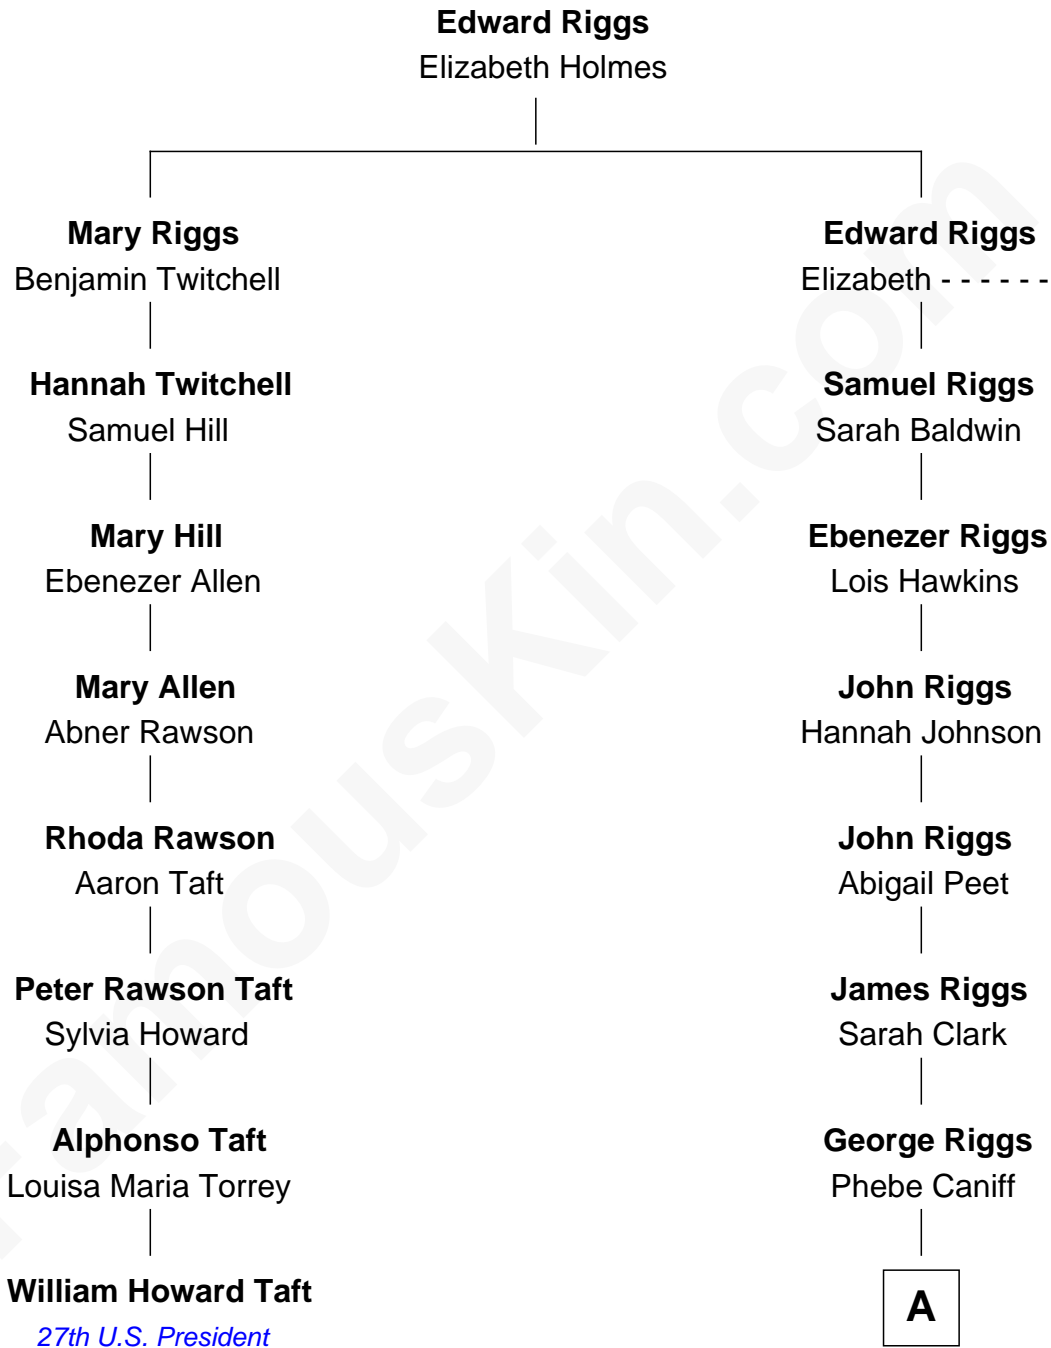 Edward Riggs
Elizabeth Holmes
Mary Riggs
Benjamin Twitchell
Edward Riggs
Elizabeth - - - - - -
Hannah Twitchell
Samuel Hill
Samuel Riggs
Sarah Baldwin
Mary Hill
Ebenezer Allen
Ebenezer Riggs
Lois Hawkins
Mary Allen
Abner Rawson
John Riggs
Hannah Johnson
Rhoda Rawson
Aaron Taft
John Riggs
Abigail Peet
Peter Rawson Taft
Sylvia Howard
James Riggs
Sarah Clark
Alphonso Taft
Louisa Maria Torrey
George Riggs
Phebe Caniff
William Howard Taft
27th U.S. President
A
FamousKin.com